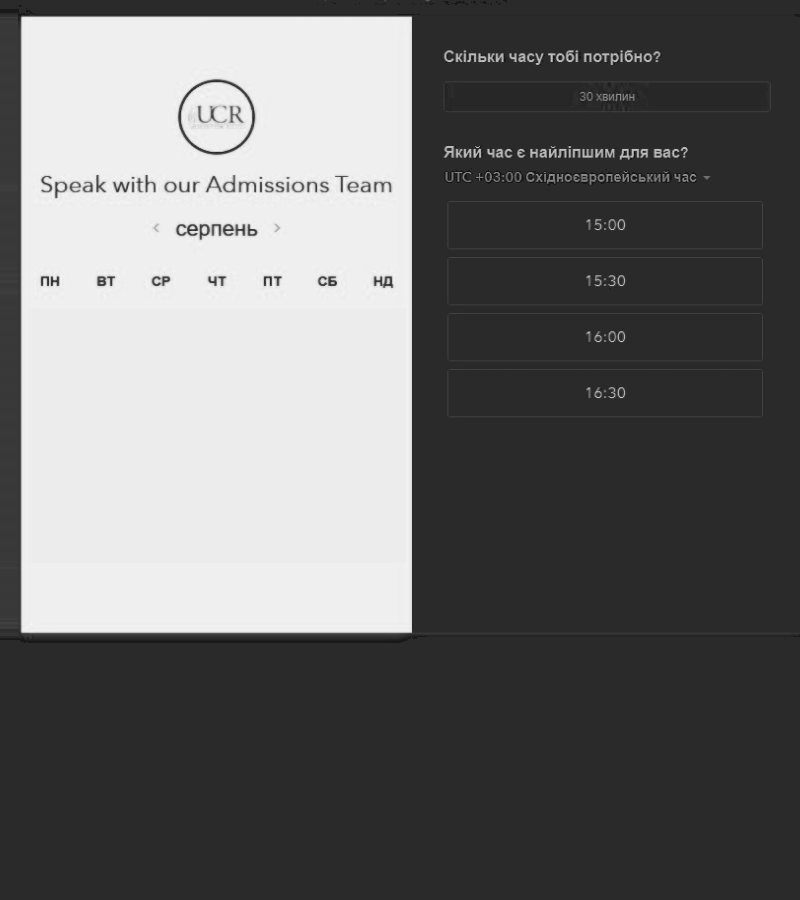 UCR
Speak with our Admissions Team
серпень
ПН ВТ СР ЧТ ПТ СБ НД
Скільки часу тобі потрібно?
30 хвилин
Який час є найліпшим для вас?
UTC +03:00 Східноєвропейський час
15:00
15:30
16:00
16:30